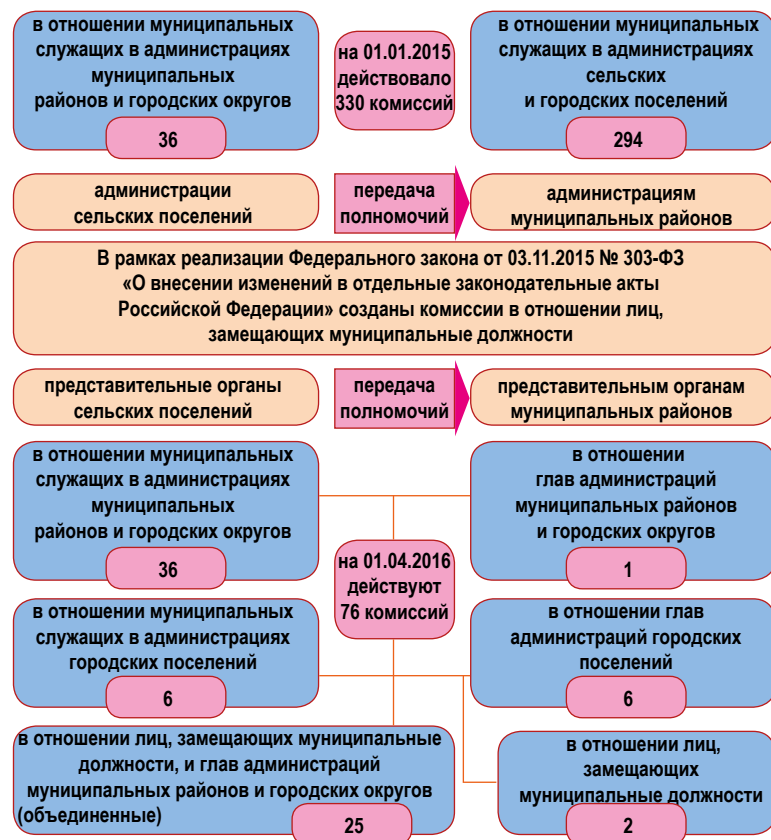 в отношении муниципальных
служащих в администрациях
муниципальных
районов и городских округов
36
на 01.01.2015
действовало
330 комиссий
в отношении муниципальных
служащих в администрациях
сельских
и городских поселений
294
администрации
сельских поселений
передача
полномочий
администрациям
муниципальных районов
В рамках реализации Федерального закона от 03.11.2015 № 303-ФЗ
«О внесении изменений в отдельные законодательные акты
Российской Федерации» созданы комиссии в отношении лиц,
замещающих муниципальные должности
представительные органы
сельских поселений
передача
полномочий
представительным органам
муниципальных районов
в отношении муниципальных
служащих в администрациях
муниципальных
районов и городских округов
36
на 01.04.2016
действуют
76 комиссий
в отношении
глав администраций
муниципальных районов
и городских округов
1
в отношении муниципальных
служащих в администрациях
городских поселений
6
в отношении глав
администраций городских
поселений
6
в отношении лиц, замещающих муниципальные
должности, и глав администраций
муниципальных районов и городских округов
(объединенные)
25
в отношении лиц,
замещающих
муниципальные должности
2